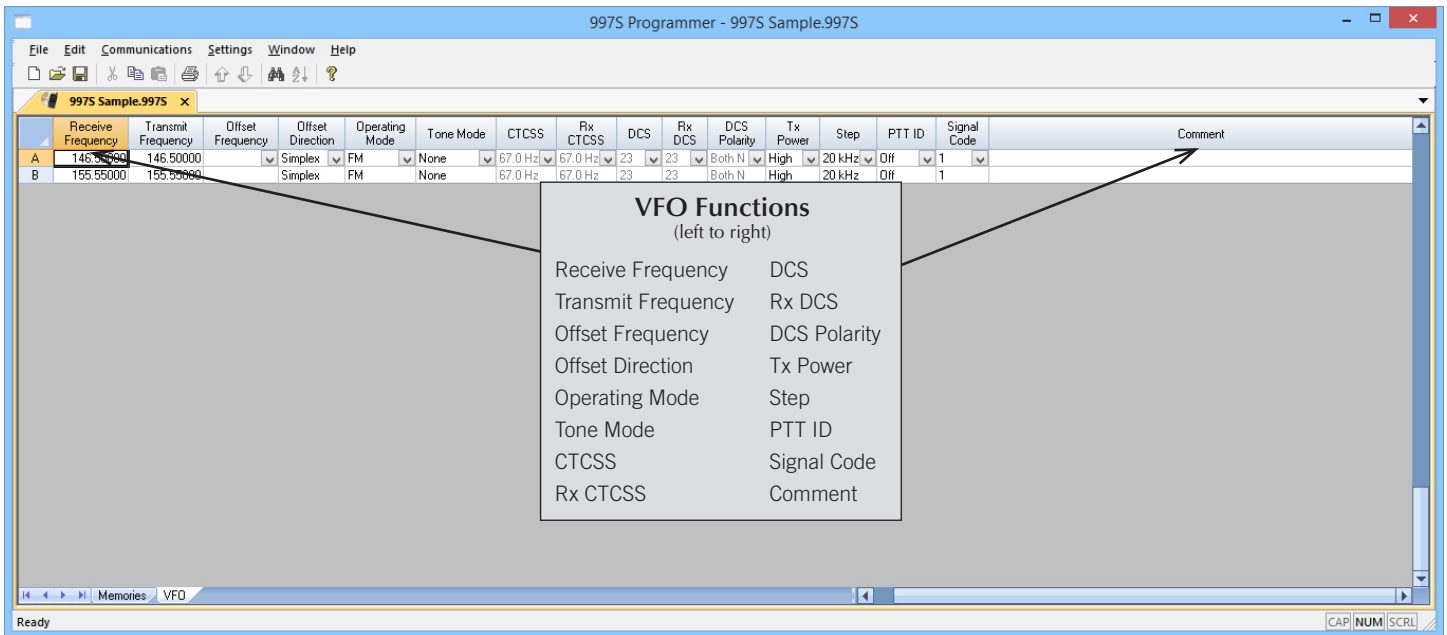 997S Programmer - 997S Sample.997S
File Edit Communications Settings Window Help
997S Sample.997S
Receive Frequency Transmit Frequency Offset Frequency Offset Direction Operating Mode Tone Mode CTCSS Rx CTCSS DCS Rx DCS DCS Polarity Tx Power Step PTT ID Signal Code Comment
A 146.50000 146.50000 Simplex FM None 67.0 Hz 67.0 Hz 23 23 Both N High 20 kHz Off 1
B 155.55000 155.55000 Simplex FM None 67.0 Hz 67.0 Hz 23 23 Both N High 20 kHz Off 1
VFO Functions
(left to right)
Receive Frequency
Transmit Frequency
Offset Frequency
Offset Direction
Operating Mode
Tone Mode
CTCSS
Rx CTCSS
DCS
Rx DCS
DCS Polarity
Tx Power
Step
PTT ID
Signal Code
Comment
Memories VFO
Ready CAP NUM SCRL